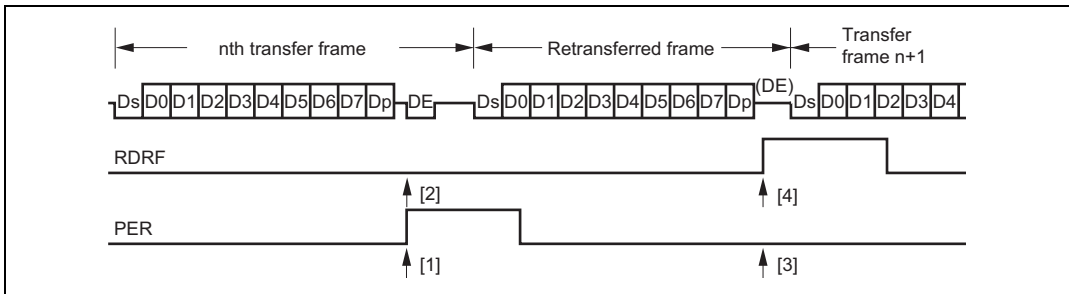 nth transfer frame
Retransferred frame
Transfer
frame n+1
Ds D0 D1 D2 D3 D4 D5 D6 D7 Dp DE Ds D0 D1 D2 D3 D4 D5 D6 D7 Dp (DE) Ds D0 D1 D2 D3 D4
RDRF
[2] [4]
PER
[1] [3]